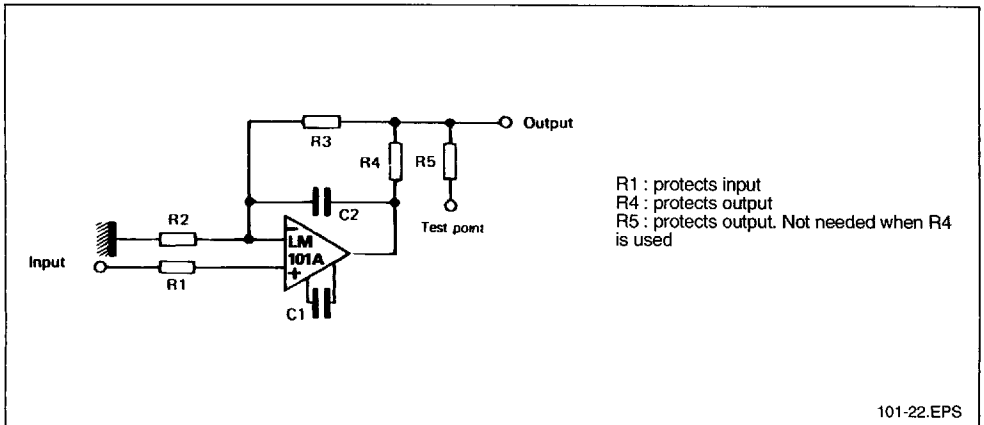 Output
R3
R4
R5
C2
Test point
R2
−
LM
101A
+
Input
R1
C1
R1 : protects input
R4 : protects output
R5 : protects output. Not needed when R4
is used
101-22.EPS